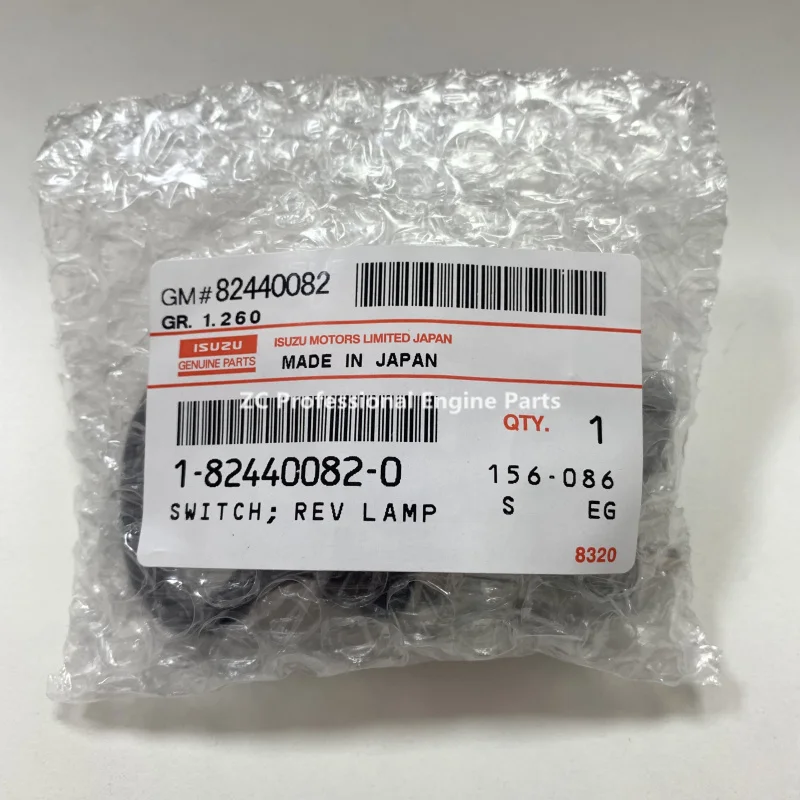 GM# 82440082
GR. 1.260
ISUZU
GENUINE PARTS
ISUZU MOTORS LIMITED JAPAN
MADE IN JAPAN
ZC Professional Engine Parts
QTY. 1
1-82440082-0 156-086
SWITCH; REV LAMP S EG
8320